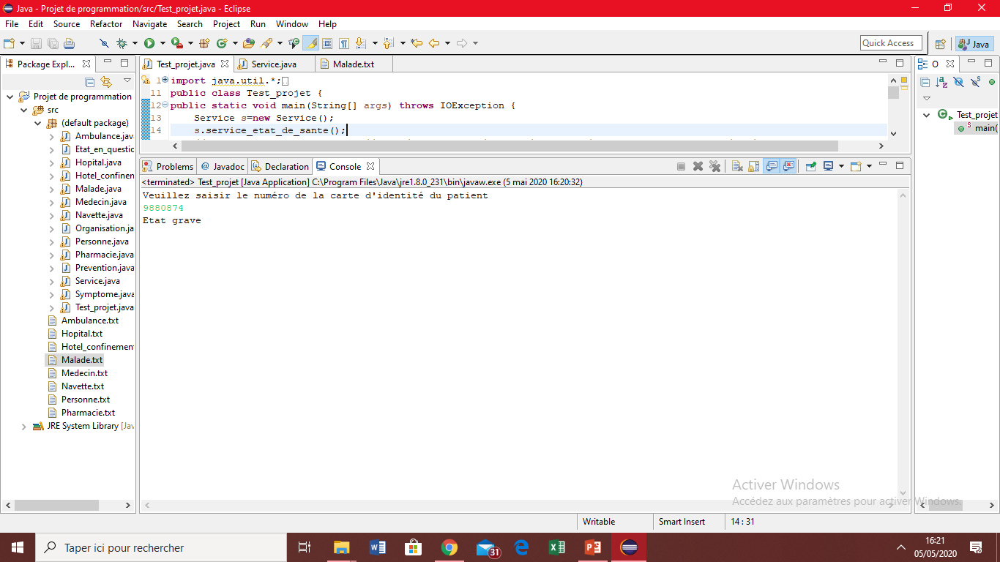 Java - Projet de programmation/src/Test_projet.java - Eclipse
File Edit Source Refactor Navigate Search Project Run Window Help
Quick Access
Java
Package Expl...
Test_projet.java
Service.java
Malade.txt
O
Projet de programmation
src
(default package)
Ambulance.jav
Etat_en_questic
Hopital.java
Hotel_confinen
Malade.java
Medecin.java
Navette.java
Organisation.ja
Personne.java
Pharmacie.java
Prevention.java
Service.java
Symptome.java
Test_projet.java
Ambulance.txt
Hopital.txt
Hotel_confinement
Malade.txt
Medecin.txt
Navette.txt
Personne.txt
Pharmacie.txt
JRE System Library [Jav
1 import java.util.*;
11 public class Test_projet {
12 public static void main(String[] args) throws IOException {
13 Service s=new Service();
14 s.service_etat_de_sante();
Test_projet
main(
Problems @ Javadoc Declaration Console
<terminated> Test_projet [Java Application] C:\Program Files\Java\jre1.8.0_231\bin\javaw.exe (5 mai 2020 16:20:32)
Veuillez saisir le numéro de la carte d'identité du patient
9880874
Etat grave
Activer Windows
Accédez aux paramètres pour activer Windows.
Writable
Smart Insert
14 : 31
Taper ici pour rechercher
31
16:21
05/05/2020